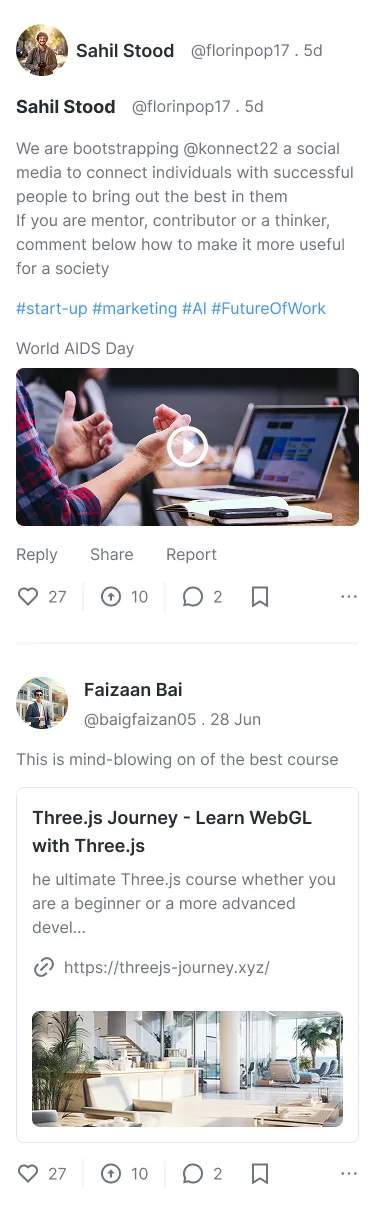 Sahil Stood @florinpop17 . 5d
Sahil Stood @florinpop17 . 5d
We are bootstrapping @konnect22 a social
media to connect individuals with successful
people to bring out the best in them
If you are mentor, contributor or a thinker,
comment below how to make it more useful
for a society
#start-up #marketing #AI #FutureOfWork
World AIDS Day
Reply Share Report
27 10 2
Faizaan Bai
@baigfaizan05 . 28 Jun
This is mind-blowing on of the best course
Three.js Journey - Learn WebGL
with Three.js
he ultimate Three.js course whether you
are a beginner or a more advanced
devel...
https://threejs-journey.xyz/
27 10 2